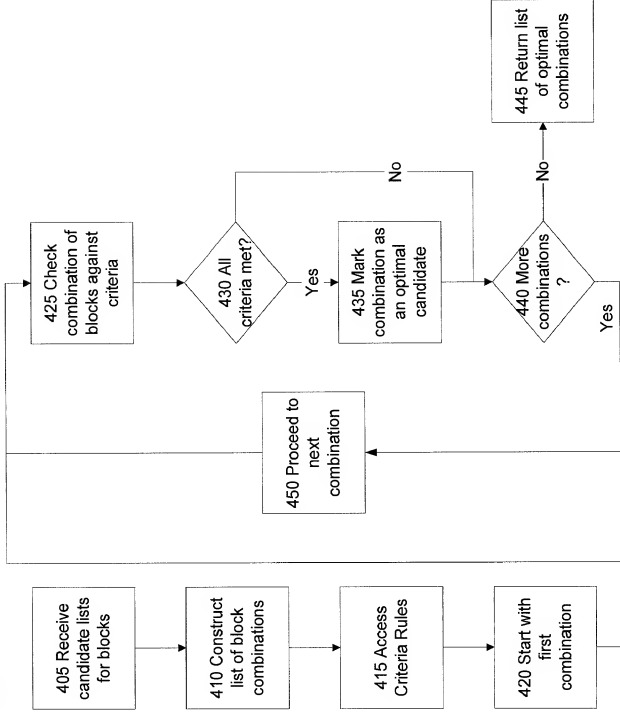 405 Receive
candidate lists
for blocks
410 Construct
list of block
combinations
415 Access
Criteria Rules
420 Start with
first
combination
425 Check
combination of
blocks against
criteria
430 All
criteria met?
Yes
No
435 Mark
combination as
an optimal
candidate
440 More
combinations
?
No
Yes
445 Return list
of optimal
combinations
450 Proceed to
next
combination